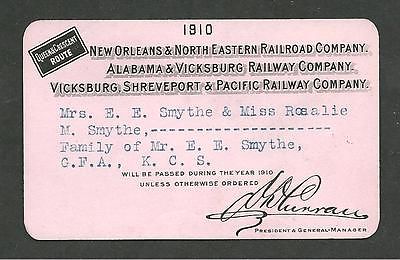 1910
QUEEN & CRESCENT
ROUTE
NEW ORLEANS & NORTH EASTERN RAILROAD COMPANY.
ALABAMA & VICKSBURG RAILWAY COMPANY.
VICKSBURG, SHREVEPORT & PACIFIC RAILWAY COMPANY.
Mrs. E. E. Smythe & Miss Rosalie
M. Smythe,--------------------
Family of Mr. E. E. Smythe,
G.F.A., K. C. S.
WILL BE PASSED DURING THE YEAR 1910
UNLESS OTHERWISE ORDERED
Curran
PRESIDENT & GENERAL-MANAGER